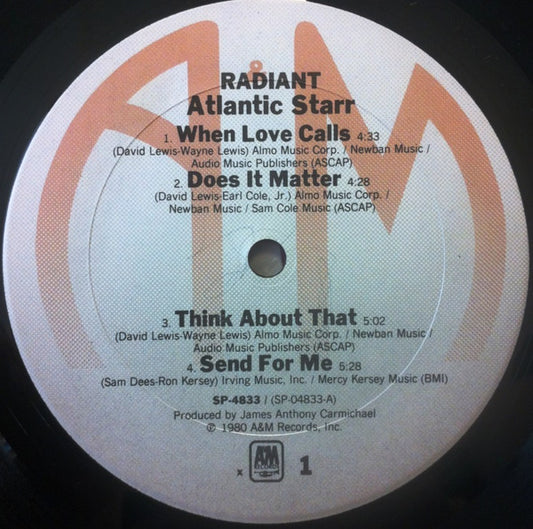 A&M
RADIANT
Atlantic Starr
1. When Love Calls 4:33
(David Lewis-Wayne Lewis) Almo Music Corp. / Newban Music /
Audio Music Publishers (ASCAP)
2. Does It Matter 4:28
(David Lewis-Earl Cole, Jr.) Almo Music Corp. /
Newban Music / Sam Cole Music (ASCAP)
3. Think About That 5:02
(David Lewis-Wayne Lewis) Almo Music Corp. / Newban Music /
Audio Music Publishers (ASCAP)
4. Send For Me 5:28
(Sam Dees-Ron Kersey) Irving Music, Inc. / Mercy Kersey Music (BMI)
SP-4833 / (SP-04833-A)
Produced by James Anthony Carmichael
℗ 1980 A&M Records, Inc.
x A&M RECORDS 1